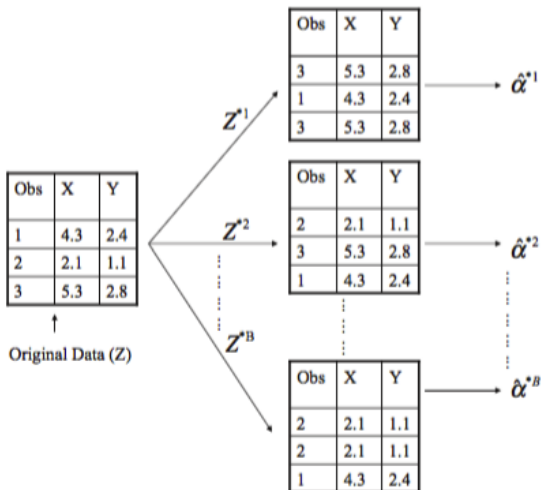 Obs X Y
3 5.3 2.8
1 4.3 2.4
3 5.3 2.8
α̂*1
Z*1
Obs X Y
1 4.3 2.4
2 2.1 1.1
3 5.3 2.8
Original Data (Z)
Z*2
Obs X Y
2 2.1 1.1
3 5.3 2.8
1 4.3 2.4
α̂*2
Z*B
Obs X Y
2 2.1 1.1
2 2.1 1.1
1 4.3 2.4
α̂*B